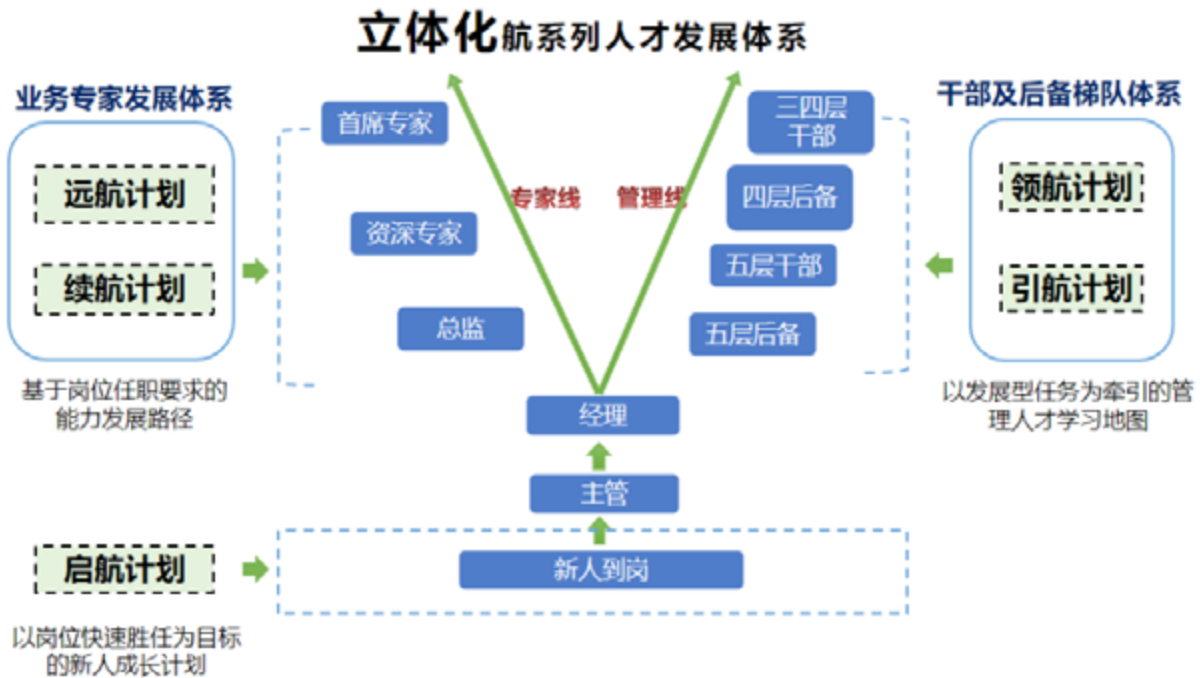 立体化航系列人才发展体系
业务专家发展体系
干部及后备梯队体系
远航计划
续航计划
基于岗位任职要求的
能力发展路径
首席专家
资深专家
总监
专家线
管理线
三四层
干部
四层后备
五层干部
五层后备
领航计划
引航计划
以发展型任务为牵引的管
理人才学习地图
经理
主管
新人到岗
启航计划
以岗位快速胜任为目标
的新人成长计划